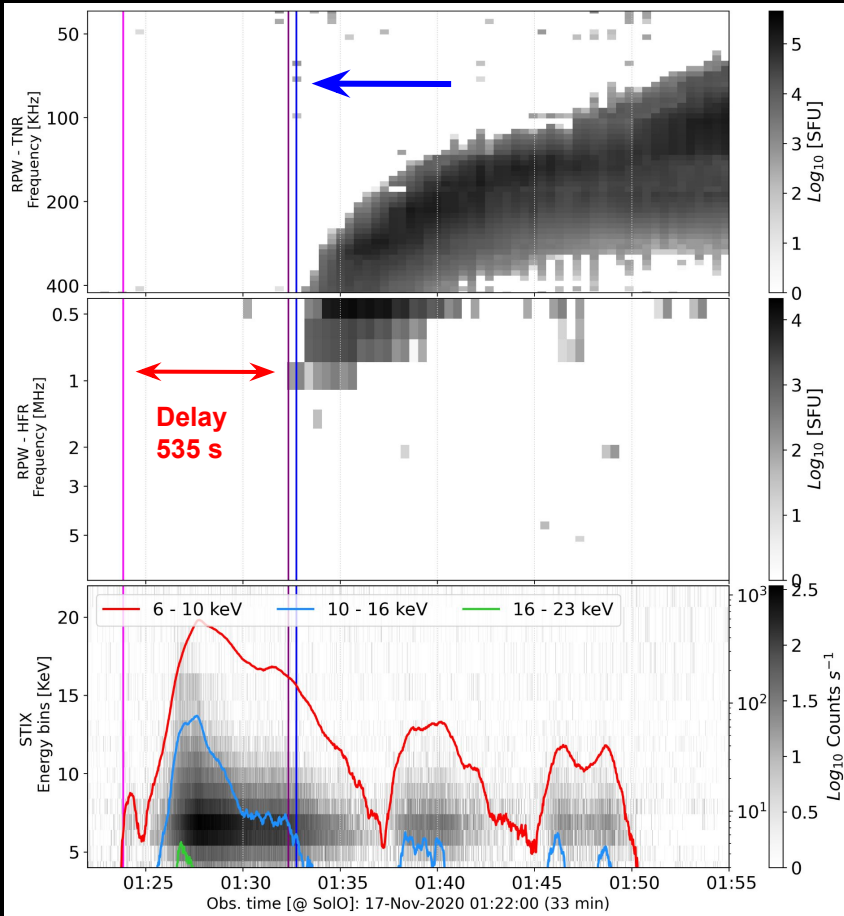 RPW - TNR
Frequency [KHz]
50
100
200
400
5
4
3
2
1
0
Log₁₀ [SFU]
RPW - HFR
Frequency [MHz]
0.5
1
2
3
5
Delay
535 s
4
3
2
1
0
Log₁₀ [SFU]
STIX
Energy bins [KeV]
20
15
10
5
6 - 10 keV
10 - 16 keV
16 - 23 keV
10³
10²
10¹
2.5
2.0
1.5
1.0
0.5
0
Log₁₀ Counts s⁻¹
01:25
01:30
01:35
01:40
01:45
01:50
01:55
Obs. time [@ SolO]: 17-Nov-2020 01:22:00 (33 min)